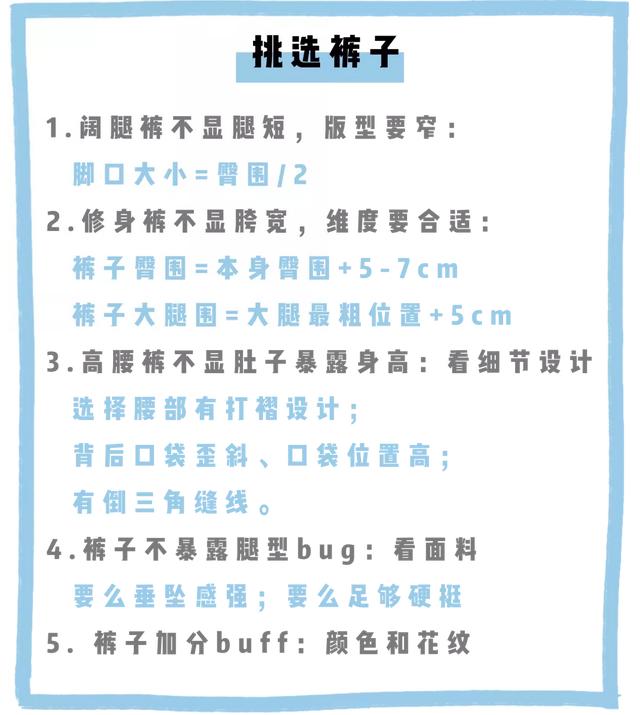 挑选裤子
1.阔腿裤不显腿短，版型要窄：
脚口大小=臀围/2
2.修身裤不显胯宽，维度要合适：
裤子臀围=本身臀围+5-7cm
裤子大腿围=大腿最粗位置+5cm
3.高腰裤不显肚子暴露身高：看细节设计
选择腰部有打褶设计；
背后口袋歪斜、口袋位置高；
有倒三角缝线。
4.裤子不暴露腿型bug：看面料
要么垂坠感强；要么足够硬挺
5. 裤子加分buff：颜色和花纹